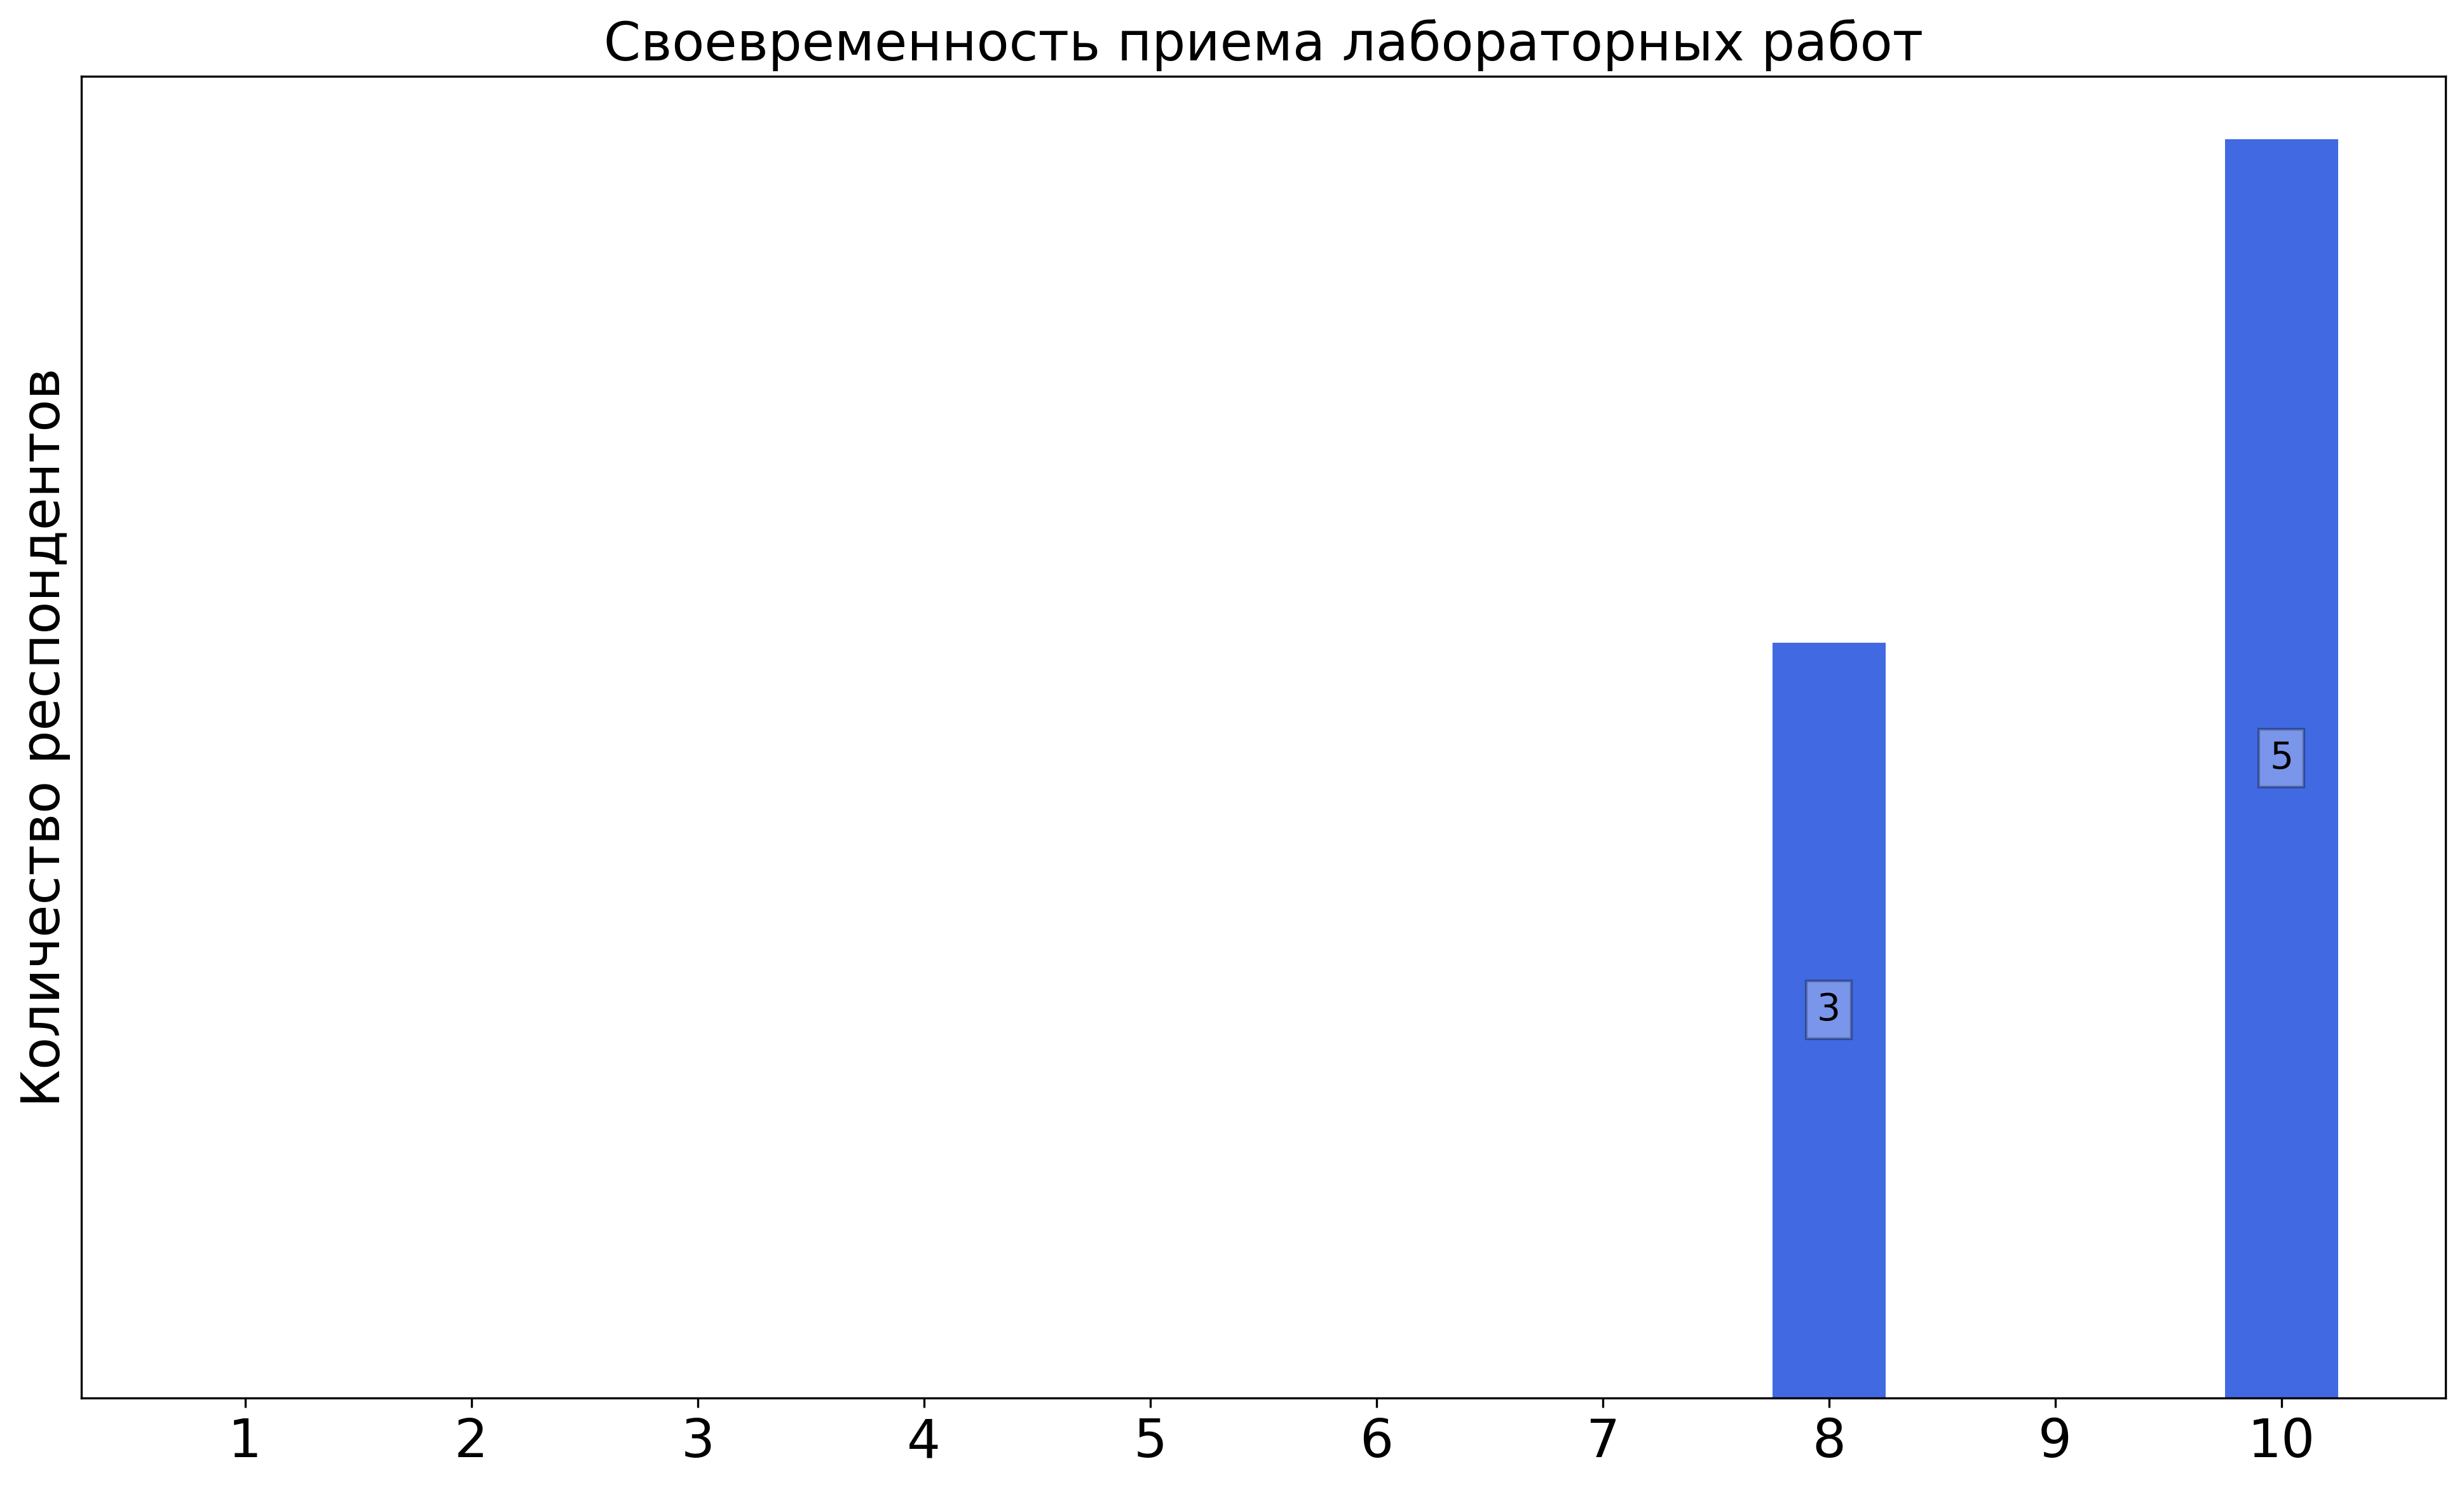 Своевременность приема лабораторных работ
Количество респондентов
3
5
1 2 3 4 5 6 7 8 9 10